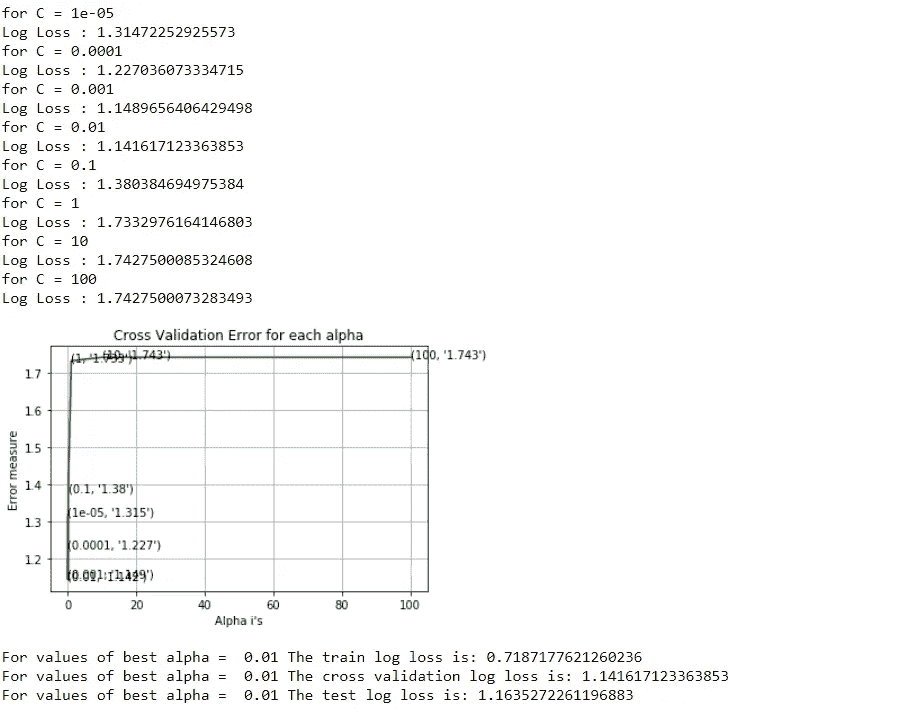 for C = 1e-05
Log Loss : 1.31472252925573
for C = 0.0001
Log Loss : 1.227036073334715
for C = 0.001
Log Loss : 1.1489656406429498
for C = 0.01
Log Loss : 1.141617123363853
for C = 0.1
Log Loss : 1.380384694975384
for C = 1
Log Loss : 1.7332976164146803
for C = 10
Log Loss : 1.7427500085324608
for C = 100
Log Loss : 1.7427500073283493
Cross Validation Error for each alpha
(1, '1.733')
(10, '1.743')
(100, '1.743')
1.7
1.6
1.5
1.4
(0.1, '1.38')
(1e-05, '1.315')
1.3
(0.0001, '1.227')
1.2
(0.001, '1.149')
(0.01, '1.142')
Error measure
0 20 40 60 80 100
Alpha i's
For values of best alpha =  0.01 The train log loss is: 0.7187177621260236
For values of best alpha =  0.01 The cross validation log loss is: 1.141617123363853
For values of best alpha =  0.01 The test log loss is: 1.1635272261196883